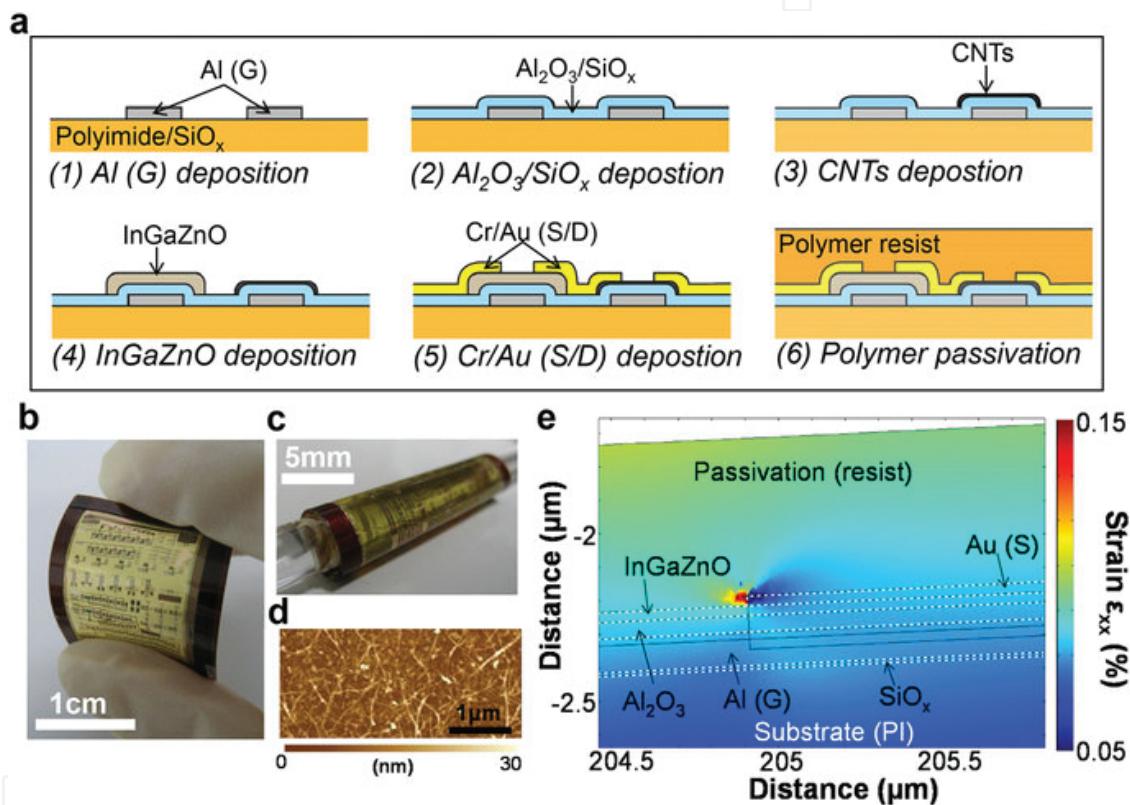 a
Al (G)
Polyimide/SiOₓ
(1) Al (G) deposition
Al₂O₃/SiOₓ
(2) Al₂O₃/SiOₓ depostion
CNTs
(3) CNTs depostion
InGaZnO
(4) InGaZnO deposition
Cr/Au (S/D)
(5) Cr/Au (S/D) depostion
Polymer resist
(6) Polymer passivation
b
1cm
c
5mm
d
1µm
0 (nm) 30
e
Passivation (resist)
InGaZnO
Au (S)
Al₂O₃
Al (G)
SiOₓ
Substrate (PI)
Distance (µm)
-2
-2.5
204.5 205 205.5
Distance (µm)
0.15
Strain εₓₓ (%)
0.05